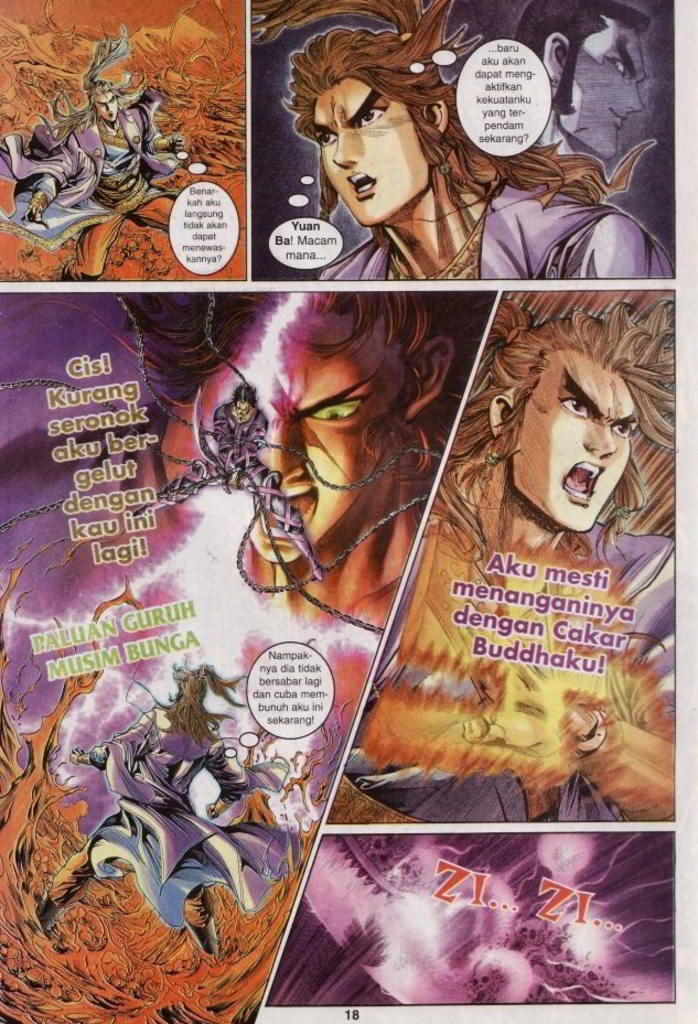 Benar-
kah aku
langsung
tidak akan
dapat
menewas-
kannya?
Yuan
Ba! Macam
mana...
...baru
aku akan
dapat meng-
aktifkan
kekuatanku
yang ter-
pendam
sekarang?
Cis!
Kurang
seronok
aku ber-
gelut
dengan
kau ini
lagi!
PALUAN GURUH
MUSIM BUNGA
Nampak-
nya dia tidak
bersabar lagi
dan cuba mem-
bunuh aku ini
sekarang!
Aku mesti
menanganinya
dengan Cakar
Buddhaku!
ZI... ZI...
18